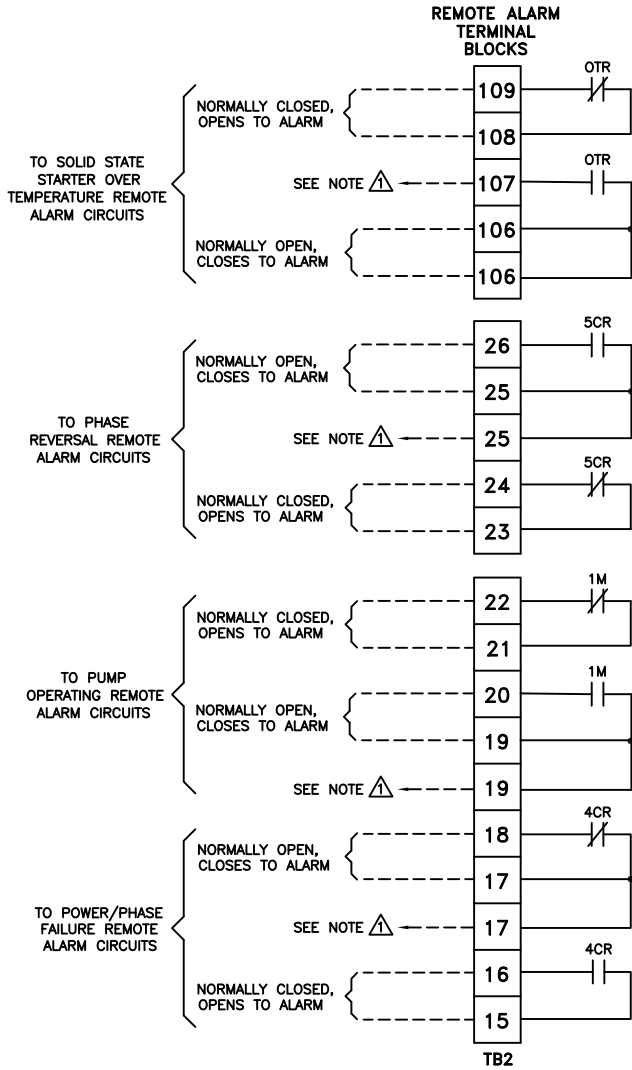 REMOTE ALARM
TERMINAL
BLOCKS
109
OTR
NORMALLY CLOSED,
OPENS TO ALARM
108
TO SOLID STATE
STARTER OVER
TEMPERATURE REMOTE
ALARM CIRCUITS
SEE NOTE 1
107
OTR
106
NORMALLY OPEN,
CLOSES TO ALARM
106
26
5CR
NORMALLY OPEN,
CLOSES TO ALARM
25
TO PHASE
REVERSAL REMOTE
ALARM CIRCUITS
SEE NOTE 1
25
24
5CR
NORMALLY CLOSED,
OPENS TO ALARM
23
22
1M
NORMALLY CLOSED,
OPENS TO ALARM
21
TO PUMP
OPERATING REMOTE
ALARM CIRCUITS
20
1M
NORMALLY OPEN,
CLOSES TO ALARM
19
SEE NOTE 1
19
18
4CR
NORMALLY OPEN,
CLOSES TO ALARM
17
TO POWER/PHASE
FAILURE REMOTE
ALARM CIRCUITS
SEE NOTE 1
17
16
4CR
NORMALLY CLOSED,
OPENS TO ALARM
15
TB2